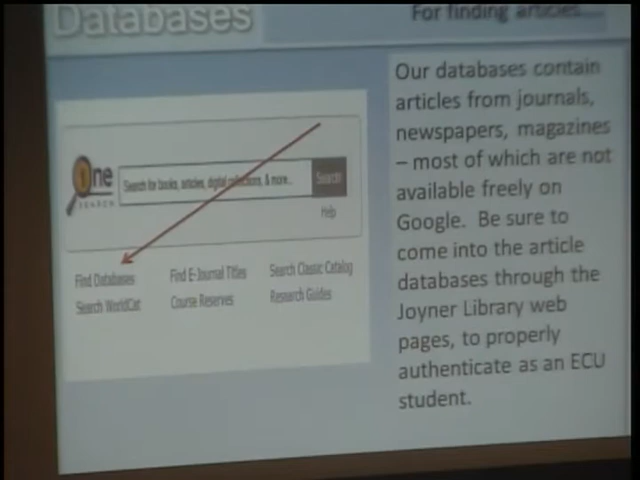 Databases
For finding articles....
One
SEARCH
Search for books, articles, digital collections, & more...
Search
Help
Find Databases
Find E-Journal Titles
Search Classic Catalog
Search WorldCat
Course Reserves
Research Guides
Our databases contain
articles from journals,
newspapers, magazines
– most of which are not
available freely on
Google. Be sure to
come into the article
databases through the
Joyner Library web
pages, to properly
authenticate as an ECU
student.